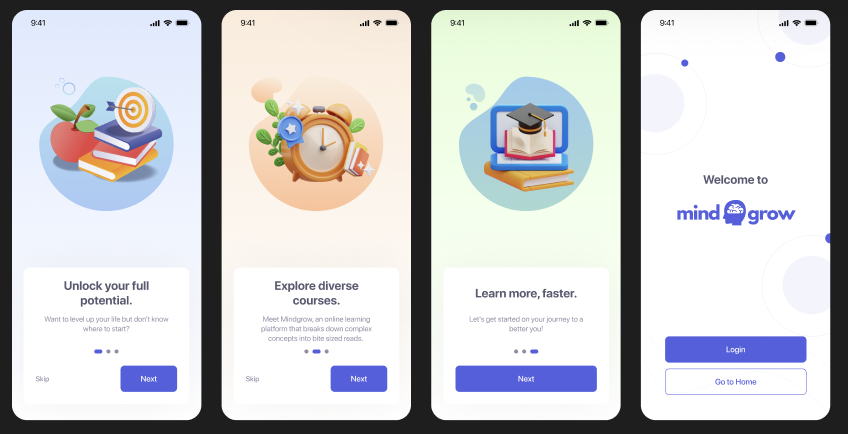 9:41
Unlock your full
potential.
Want to level up your life but don't know
where to start?
Skip
Next
9:41
Explore diverse
courses.
Meet Mindgrow, an online learning
platform that breaks down complex
concepts into bite sized reads.
Skip
Next
9:41
Learn more, faster.
Let's get started on your journey to a
better you!
Next
9:41
Welcome to
mind grow
Login
Go to Home